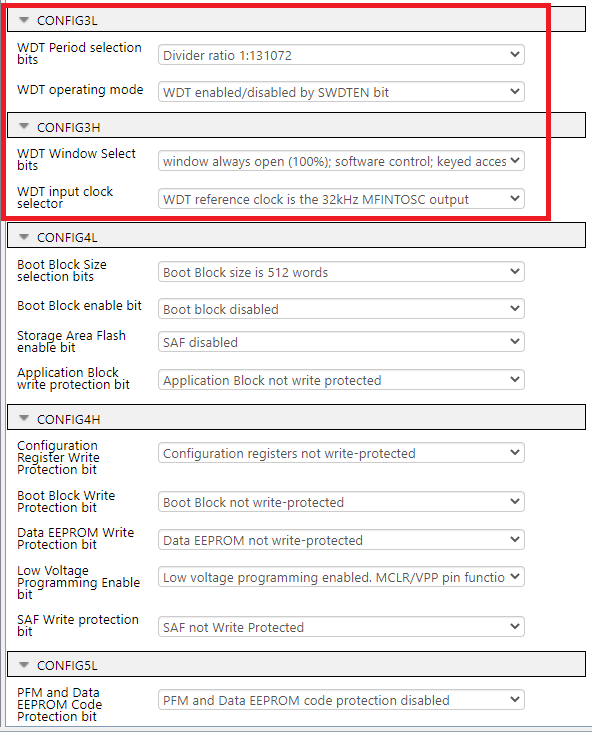 CONFIG3L
WDT Period selection
bits
Divider ratio 1:131072
WDT operating mode
WDT enabled/disabled by SWDTEN bit
CONFIG3H
WDT Window Select
bits
window always open (100%); software control; keyed acces
WDT input clock
selector
WDT reference clock is the 32kHz MFINTOSC output
CONFIG4L
Boot Block Size
selection bits
Boot Block size is 512 words
Boot Block enable bit
Boot block disabled
Storage Area Flash
enable bit
SAF disabled
Application Block
write protection bit
Application Block not write protected
CONFIG4H
Configuration
Register Write
Protection bit
Configuration registers not write-protected
Boot Block Write
Protection bit
Boot Block not write-protected
Data EEPROM Write
Protection bit
Data EEPROM not write-protected
Low Voltage
Programming Enable
bit
Low voltage programming enabled. MCLR/VPP pin functio
SAF Write protection
bit
SAF not Write Protected
CONFIG5L
PFM and Data
EEPROM Code
Protection bit
PFM and Data EEPROM code protection disabled